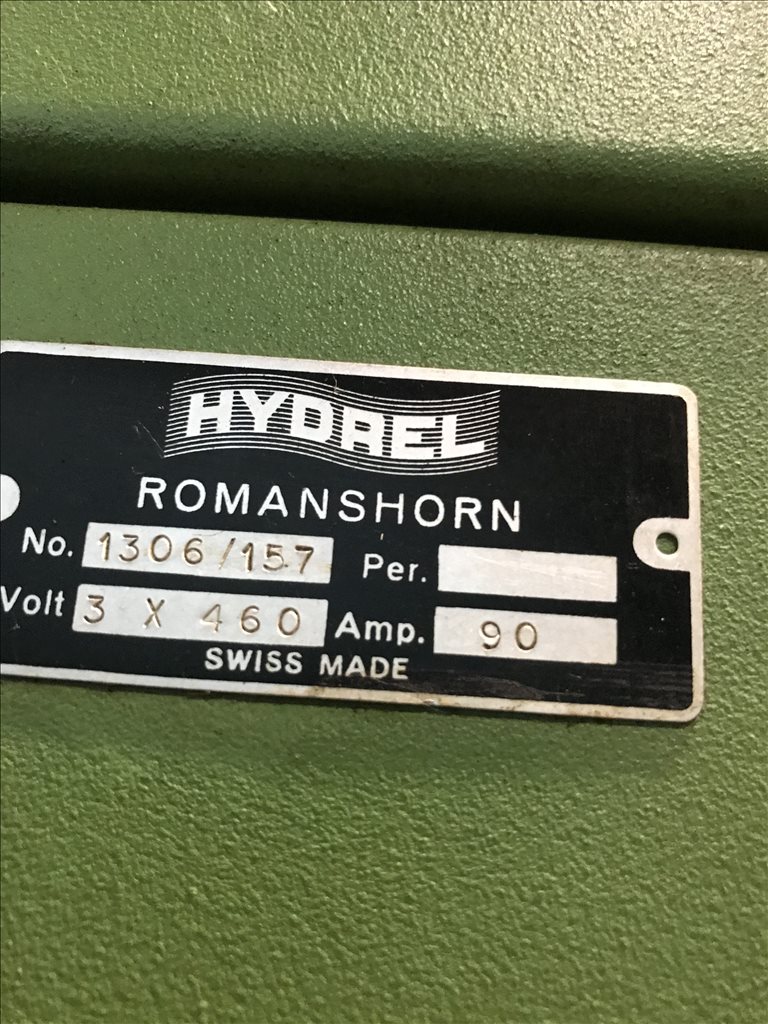 HYDREL
ROMANSHORN
No. 1306/157 Per.
Volt 3 X 460 Amp. 90
SWISS MADE